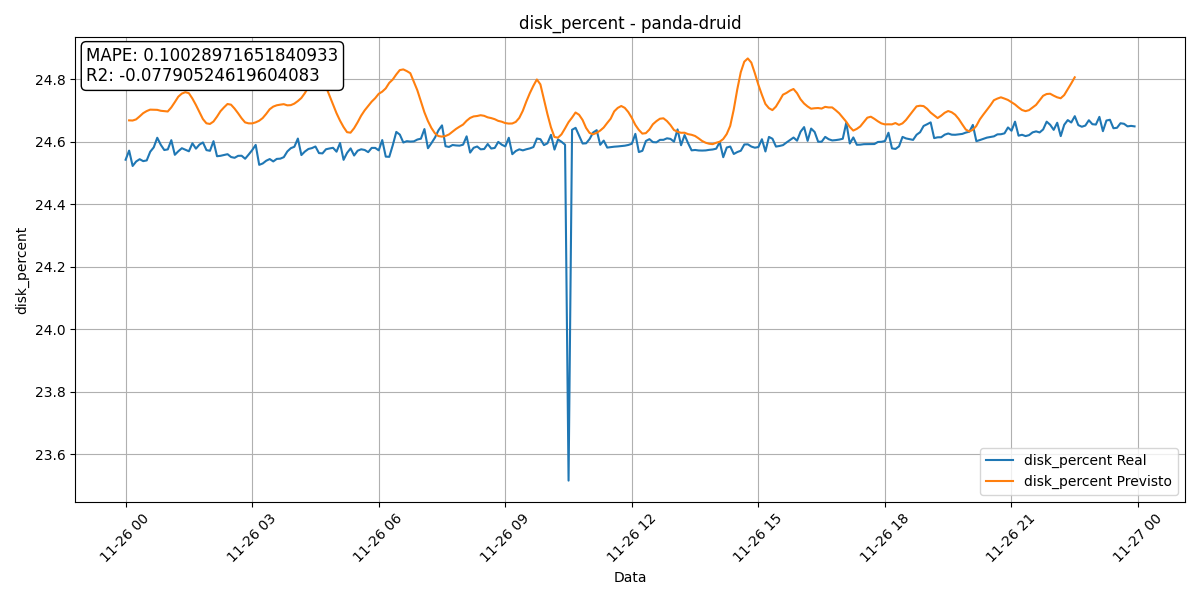 disk_percent - panda-druid
MAPE: 0.10028971651840933
R2: -0.07790524619604083
24.8
24.6
24.4
24.2
24.0
23.8
23.6
disk_percent
disk_percent Real
disk_percent Previsto
11-26 00
11-26 03
11-26 06
11-26 09
11-26 12
11-26 15
11-26 18
11-26 21
11-27 00
Data